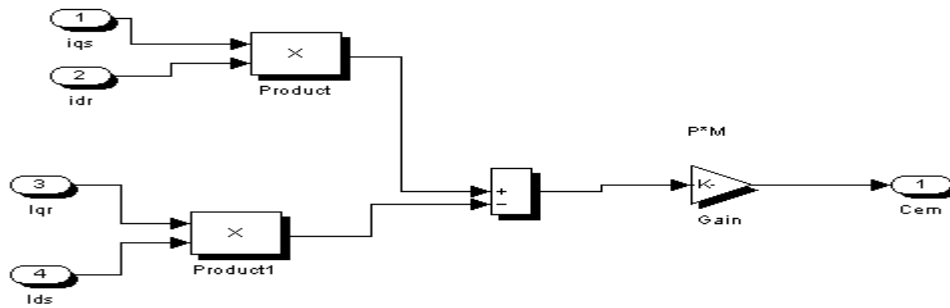 1
iqs
2
idr
×
Product
P*M
3
Iqr
4
Ids
×
Product1
+
−
-K-
Gain
1
Cem